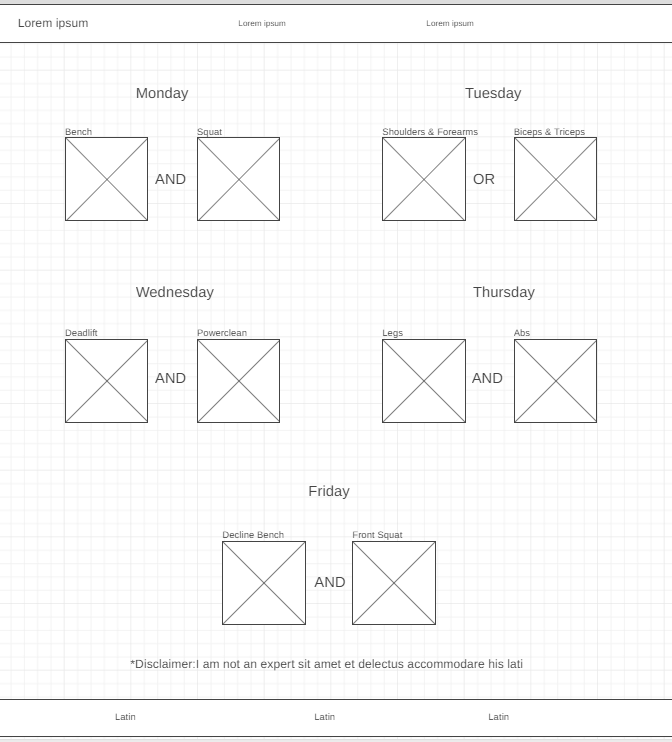 Lorem ipsum
Lorem ipsum
Lorem ipsum
Monday
Tuesday
Bench
Squat
Shoulders & Forearms
Biceps & Triceps
AND
OR
Wednesday
Thursday
Deadlift
Powerclean
Legs
Abs
AND
AND
Friday
Decline Bench
Front Squat
AND
*Disclaimer:I am not an expert sit amet et delectus accommodare his lati
Latin
Latin
Latin